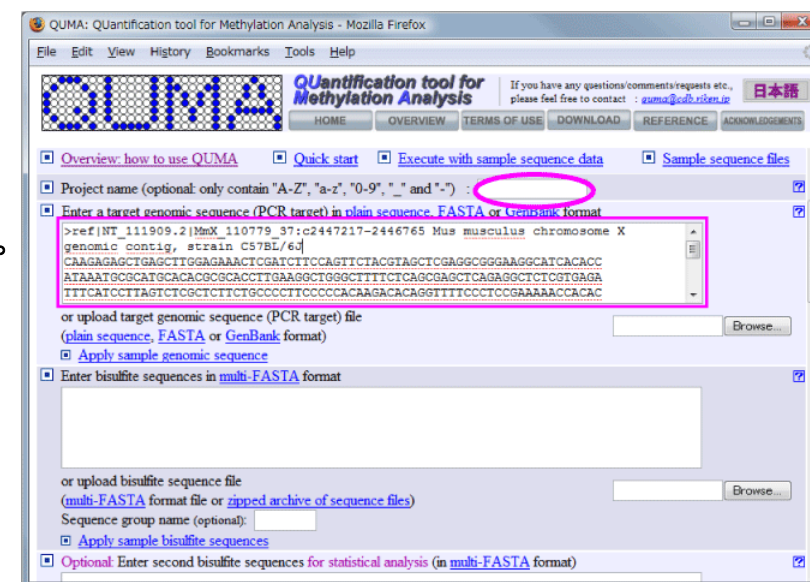 QUMA: QUantification tool for Methylation Analysis - Mozilla Firefox
File Edit View History Bookmarks Tools Help
QUMA
QUantification tool for
Methylation Analysis
If you have any questions/comments/requests etc.,
please feel free to contact : quma@cdb.riken.jp
日本語
HOME OVERVIEW TERMS OF USE DOWNLOAD REFERENCE ACKNOWLEDGEMENTS
Overview: how to use QUMA Quick start Execute with sample sequence data Sample sequence files
Project name (optional: only contain "A-Z", "a-z", "0-9", "_" and "-") : ?
Enter a target genomic sequence (PCR target) in plain sequence, FASTA or GenBank format ?
>ref|NT_111909.2|MmX_110779_37:c2447217-2446765 Mus musculus chromosome X
genomic contig, strain C57BL/6J
CAAGAGAGCTGAGCTTGGAGAAACTCGATCTTCCAGTTCTACGTAGCTCGAGGCGGGAAGGCATCACACC
ATAAATGCGCATGCACACGCGCACCTTGAAGGCTGGGCTTTTCTCAGCGAGCTCAGAGGCTCTCGTGAGA
TTTCATCCTTAGTCTCGCTCTTCTGCCCCTTCCCCCACAAGACACAGGTTTTCCCTCCGAAAAACCACAC
or upload target genomic sequence (PCR target) file
(plain sequence, FASTA or GenBank format)
Browse...
Apply sample genomic sequence
Enter bisulfite sequences in multi-FASTA format ?
or upload bisulfite sequence file
(multi-FASTA format file or zipped archive of sequence files)
Browse...
Sequence group name (optional):
Apply sample bisulfite sequences
Optional: Enter second bisulfite sequences for statistical analysis (in multi-FASTA format) ?